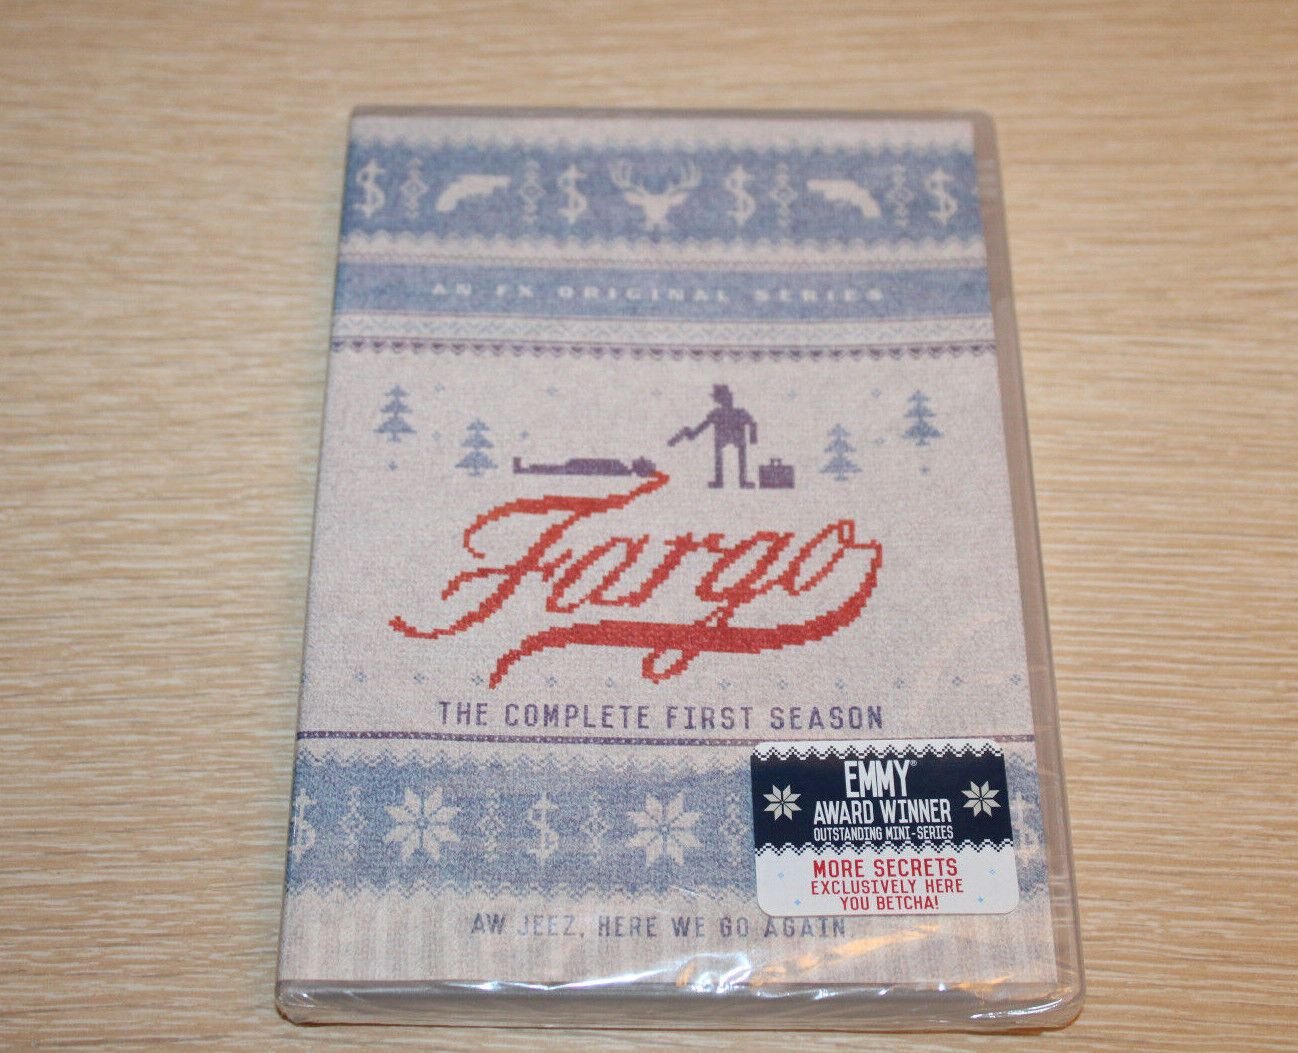 AN FX ORIGINAL SERIES
Fargo
THE COMPLETE FIRST SEASON
EMMY®
AWARD WINNER
OUTSTANDING MINI-SERIES
MORE SECRETS
EXCLUSIVELY HERE
YOU BETCHA!
AW JEEZ, HERE WE GO AGAIN.